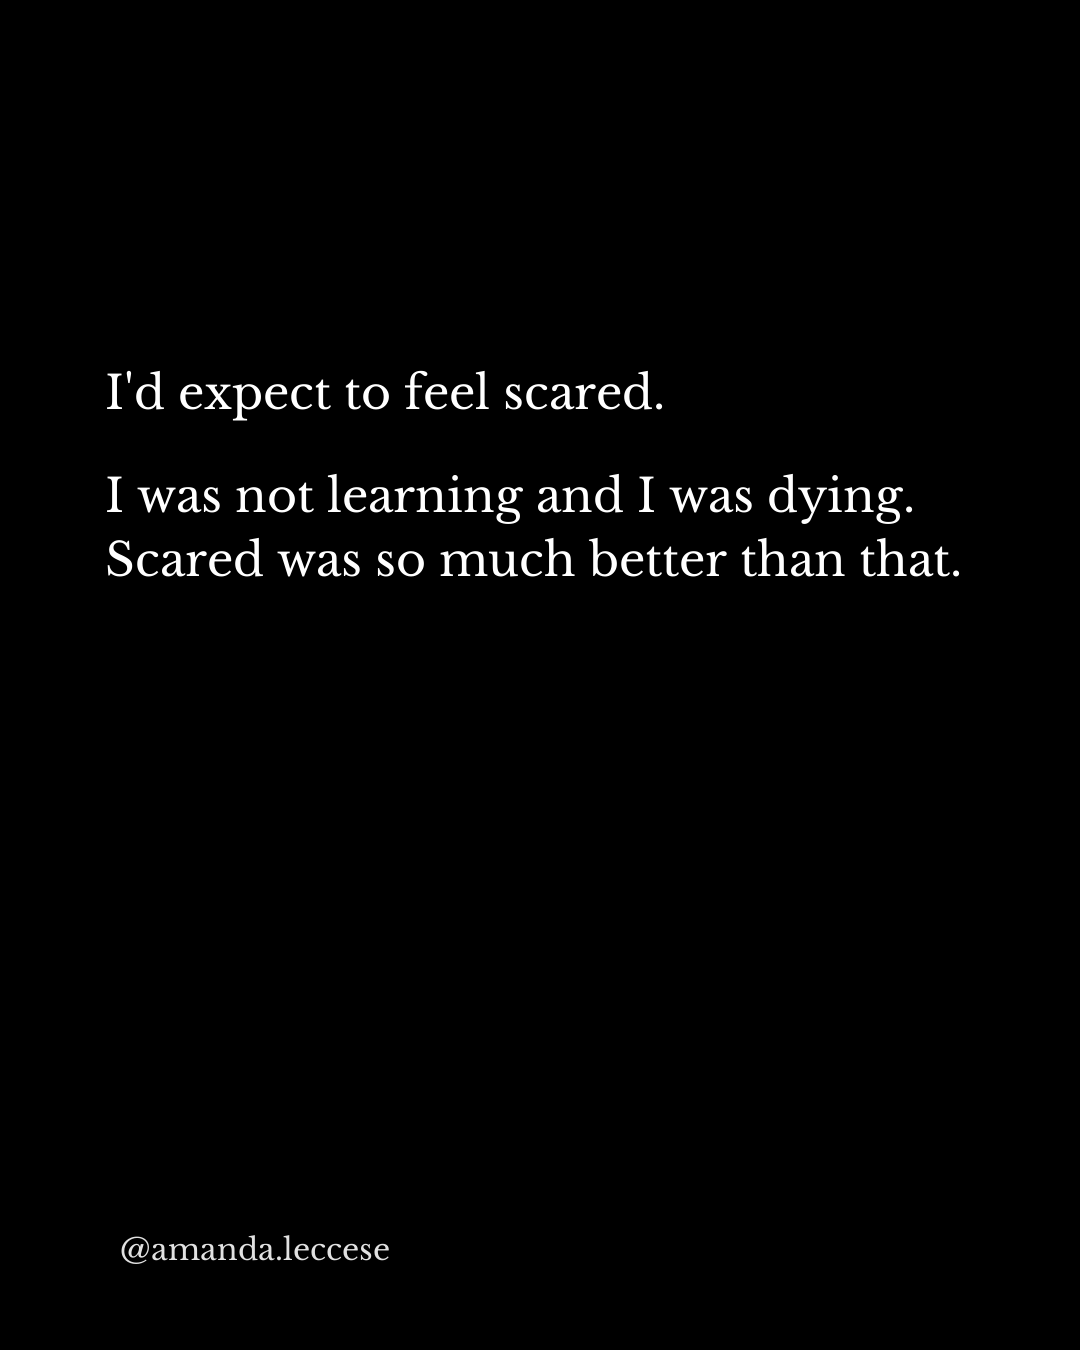 I'd expect to feel scared.
I was not learning and I was dying.
Scared was so much better than that.
@amanda.leccese